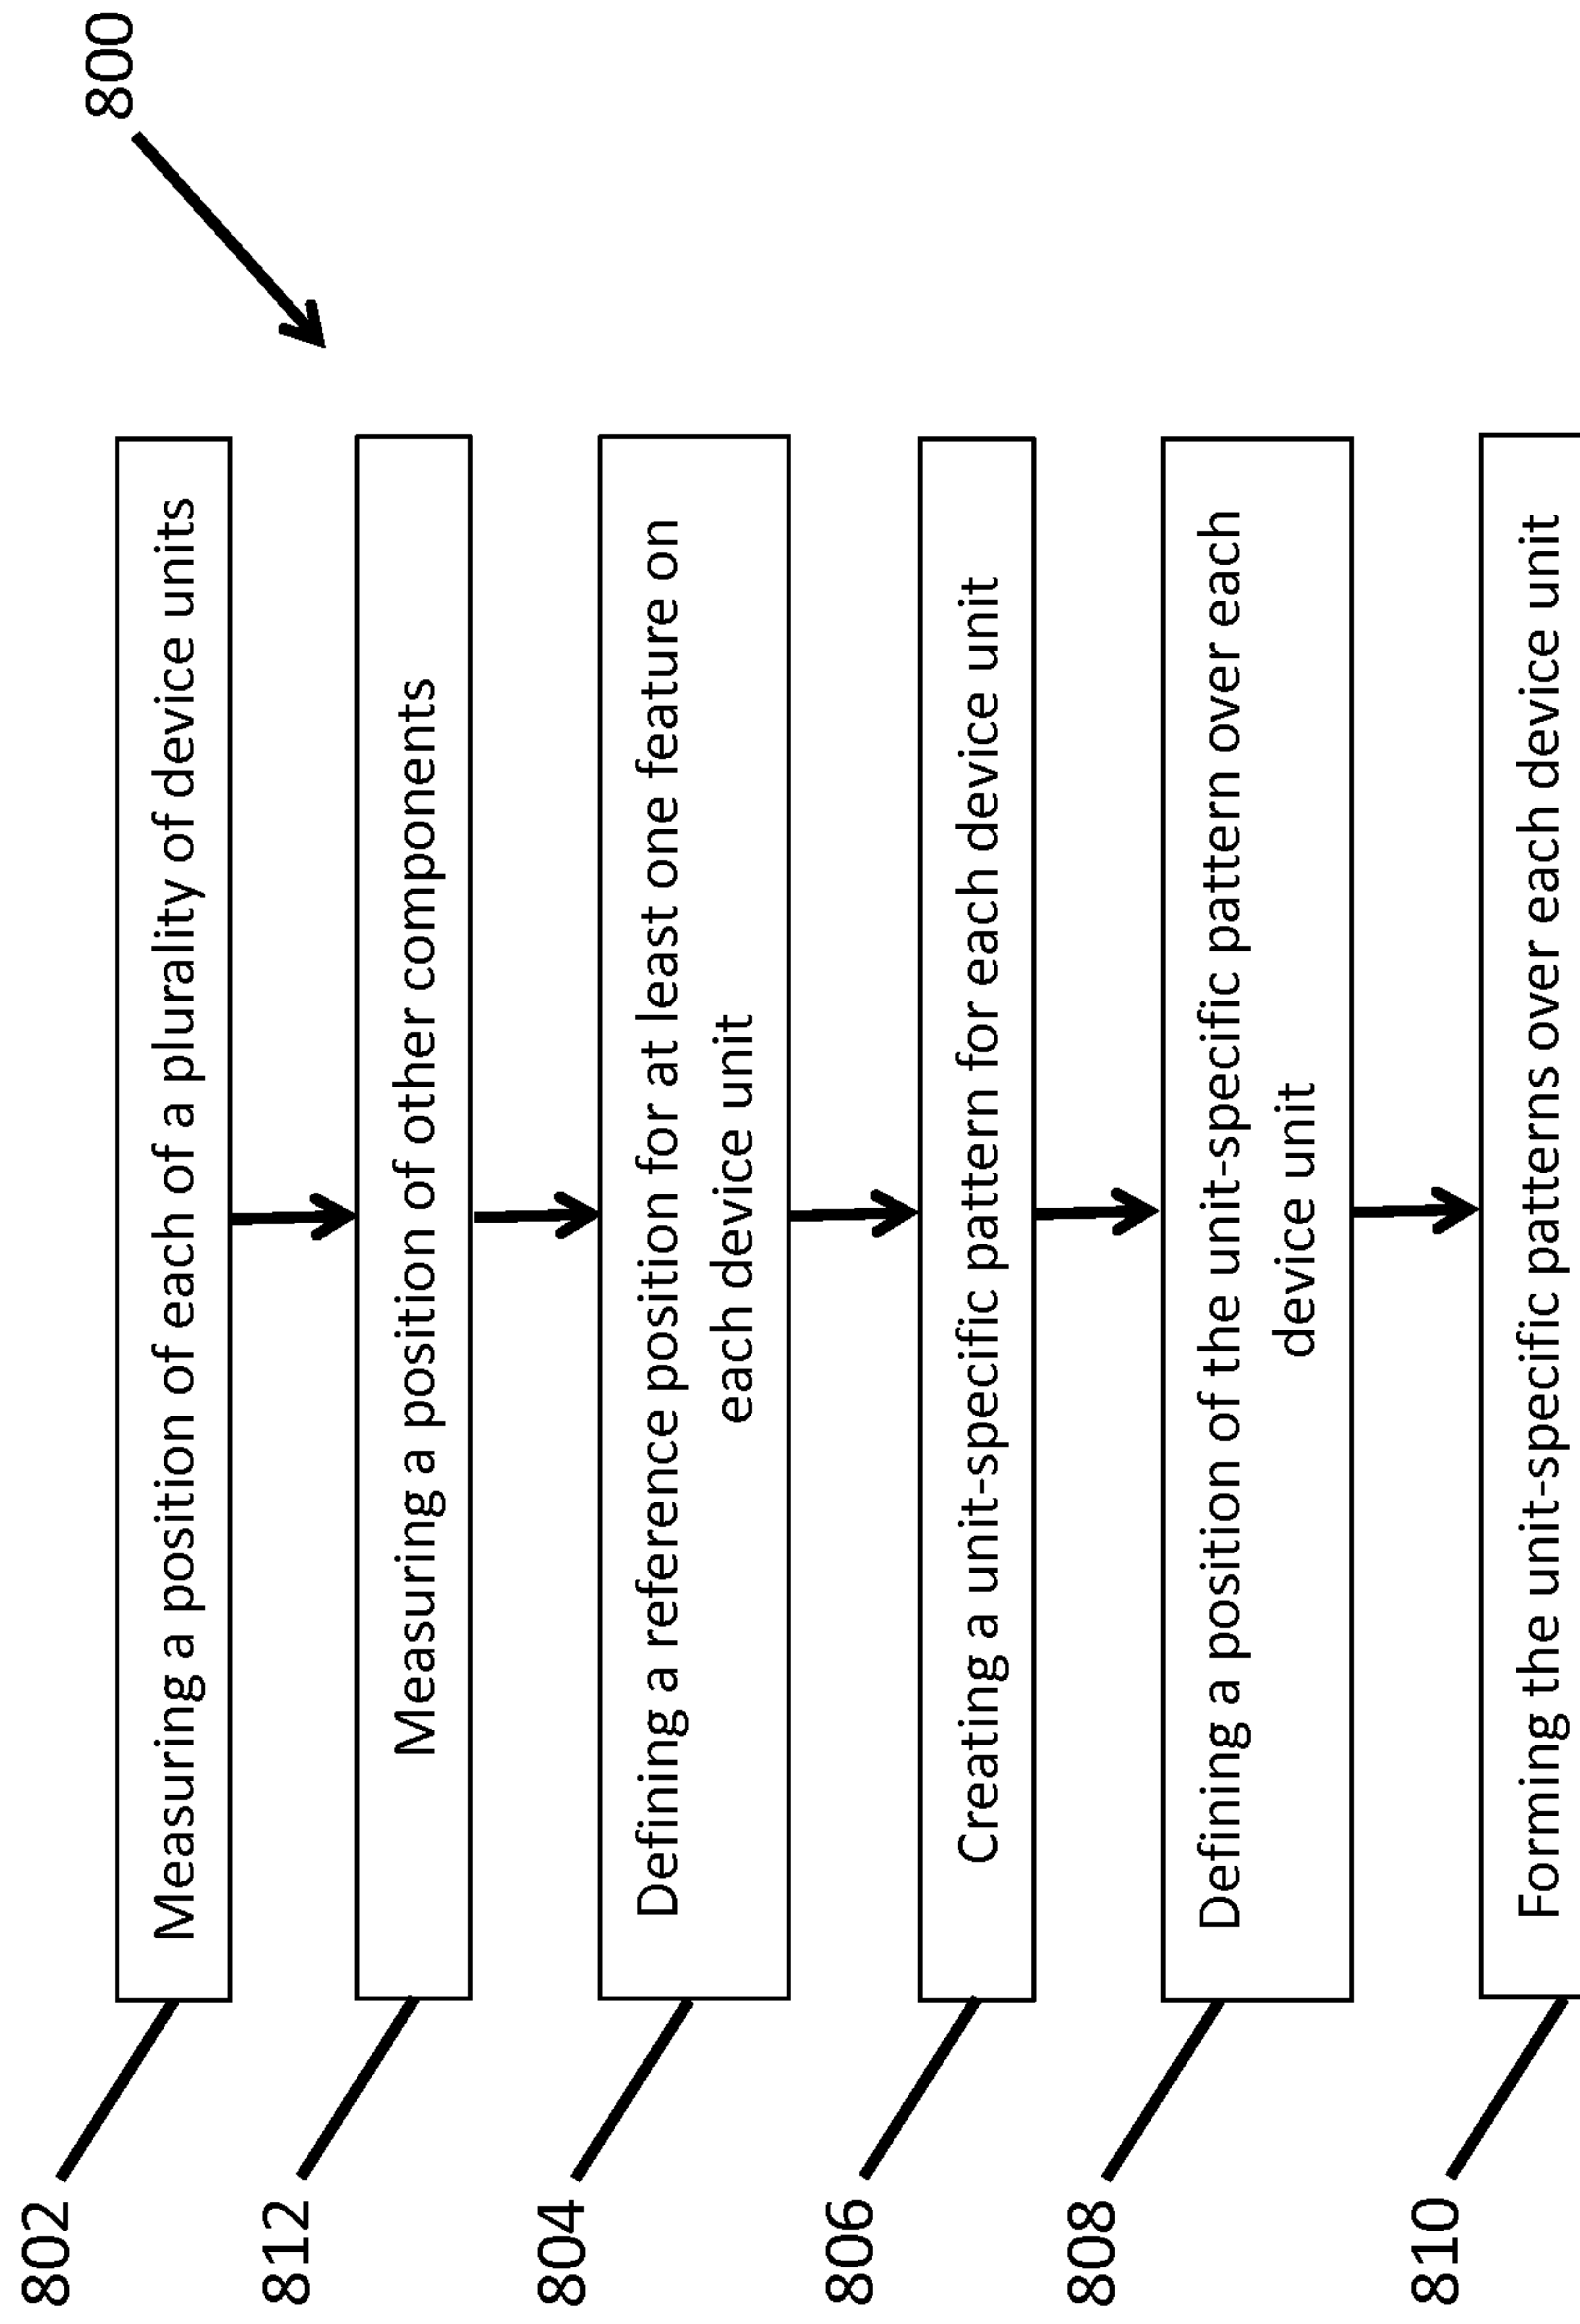 800
802
Measuring a position of each of a plurality of device units
812
Measuring a position of other components
804
Defining a reference position for at least one feature on
each device unit
806
Creating a unit-specific pattern for each device unit
808
Defining a position of the unit-specific pattern over each
device unit
810
Forming the unit-specific patterns over each device unit